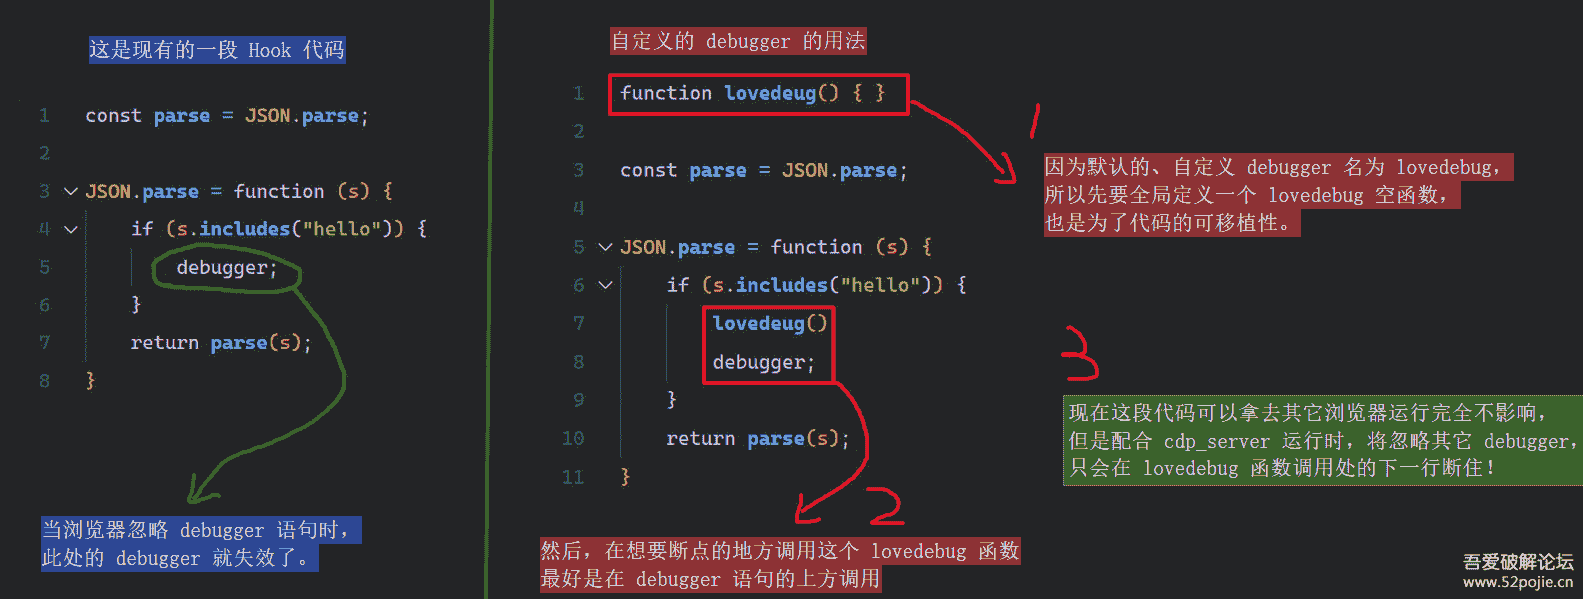 这是现有的一段 Hook 代码
1 const parse = JSON.parse;
2
3 JSON.parse = function (s) {
4 if (s.includes("hello")) {
5 debugger;
6 }
7 return parse(s);
8 }
当浏览器忽略 debugger 语句时，
此处的 debugger 就失效了。
自定义的 debugger 的用法
1 function lovedeug() { }
2
3 const parse = JSON.parse;
4
5 JSON.parse = function (s) {
6 if (s.includes("hello")) {
7 lovedeug()
8 debugger;
9 }
10 return parse(s);
11 }
1
因为默认的、自定义 debugger 名为 lovedebug，
所以先要全局定义一个 lovedebug 空函数，
也是为了代码的可移植性。
2
然后，在想要断点的地方调用这个 lovedebug 函数
最好是在 debugger 语句的上方调用
3
现在这段代码可以拿去其它浏览器运行完全不影响，
但是配合 cdp_server 运行时，将忽略其它 debugger，
只会在 lovedebug 函数调用处的下一行断住！
吾爱破解论坛
www.52pojie.cn